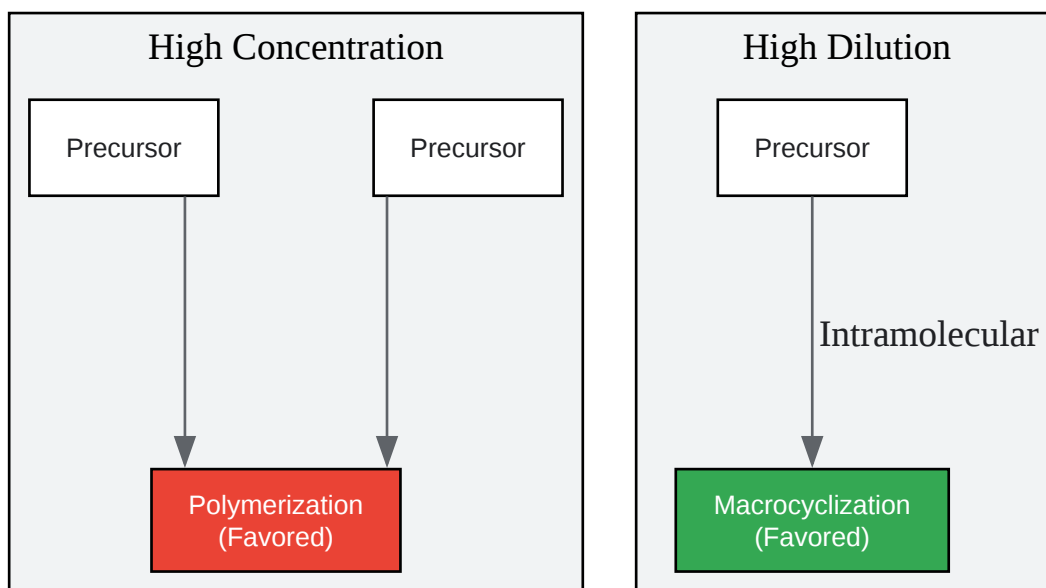 High Concentration
Precursor
Precursor
Polymerization
(Favored)
High Dilution
Precursor
Intramolecular
Macrocyclization
(Favored)